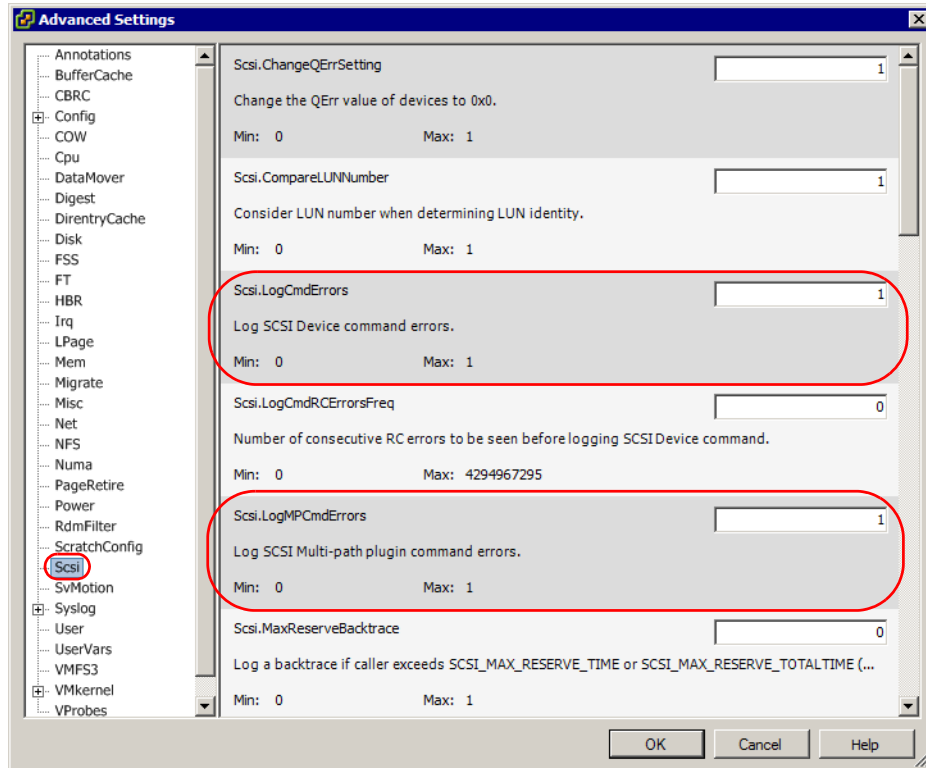 Advanced Settings
Annotations
BufferCache
CBRC
Config
COW
Cpu
DataMover
Digest
DirentryCache
Disk
FSS
FT
HBR
Irq
LPage
Mem
Migrate
Misc
Net
NFS
Numa
PageRetire
Power
RdmFilter
ScratchConfig
Scsi
SvMotion
Syslog
User
UserVars
VMFS3
VMkernel
VProbes
Scsi.ChangeQErrSetting 1
Change the QErr value of devices to 0x0.
Min: 0 Max: 1
Scsi.CompareLUNNumber 1
Consider LUN number when determining LUN identity.
Min: 0 Max: 1
Scsi.LogCmdErrors 1
Log SCSI Device command errors.
Min: 0 Max: 1
Scsi.LogCmdRCErrorsFreq 0
Number of consecutive RC errors to be seen before logging SCSI Device command.
Min: 0 Max: 4294967295
Scsi.LogMPCmdErrors 1
Log SCSI Multi-path plugin command errors.
Min: 0 Max: 1
Scsi.MaxReserveBacktrace 0
Log a backtrace if caller exceeds SCSI_MAX_RESERVE_TIME or SCSI_MAX_RESERVE_TOTALTIME (...
Min: 0 Max: 1
OK Cancel Help